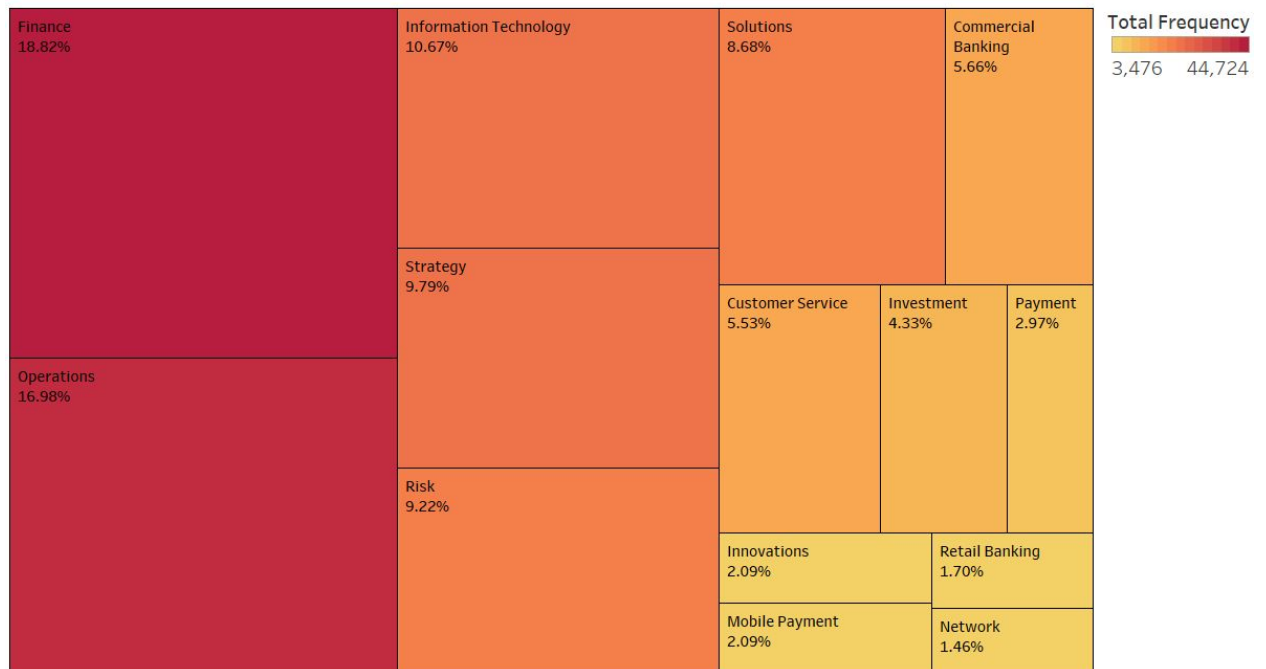 Finance
18.82%
Operations
16.98%
Information Technology
10.67%
Strategy
9.79%
Risk
9.22%
Solutions
8.68%
Commercial
Banking
5.66%
Customer Service
5.53%
Investment
4.33%
Payment
2.97%
Innovations
2.09%
Mobile Payment
2.09%
Retail Banking
1.70%
Network
1.46%
Total Frequency
3,476 44,724